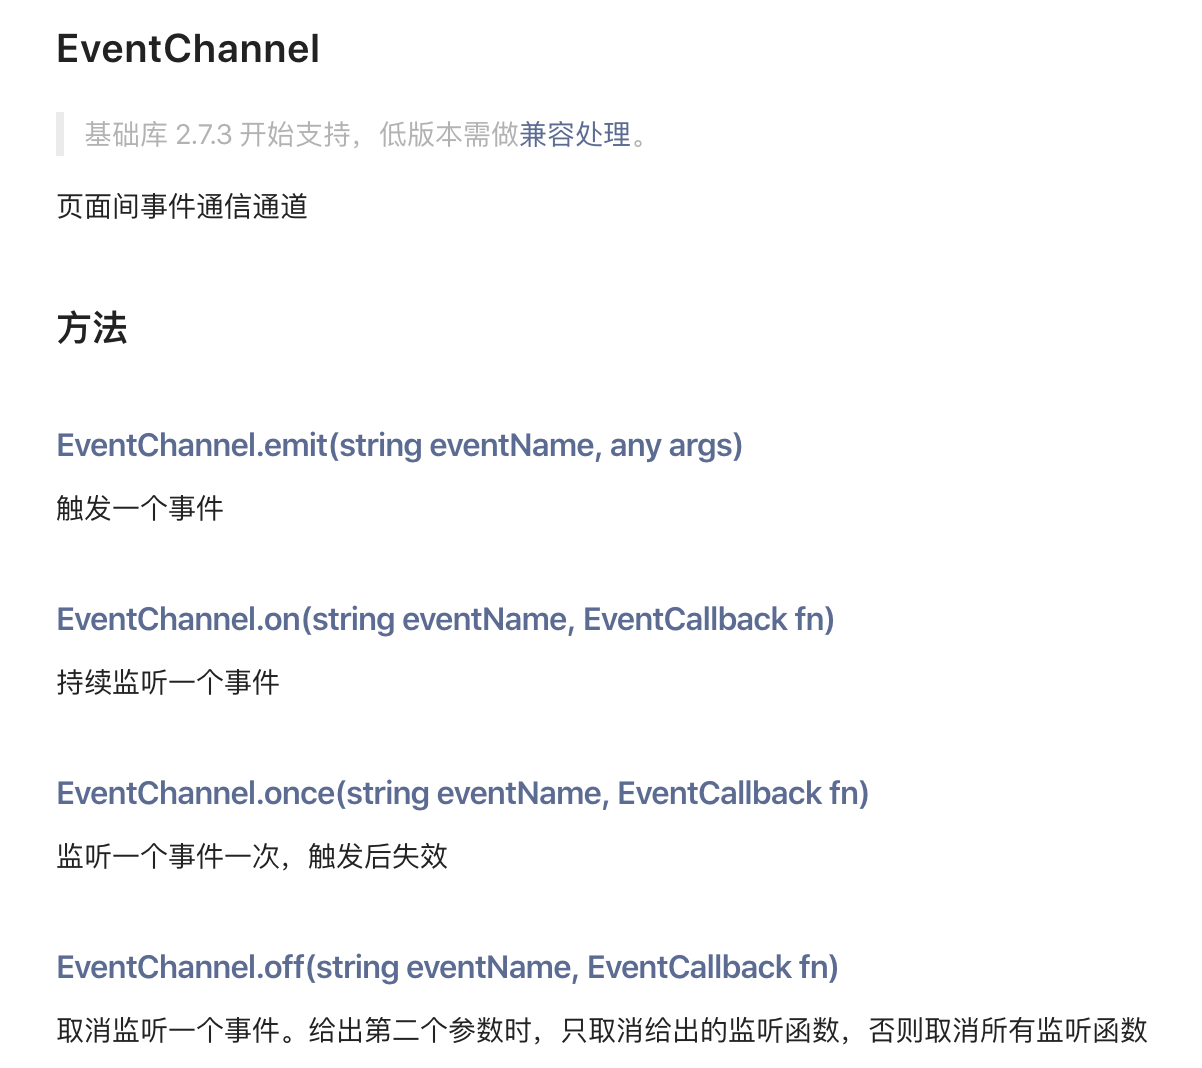 EventChannel
基础库 2.7.3 开始支持，低版本需做兼容处理。
页面间事件通信通道
方法
EventChannel.emit(string eventName, any args)
触发一个事件
EventChannel.on(string eventName, EventCallback fn)
持续监听一个事件
EventChannel.once(string eventName, EventCallback fn)
监听一个事件一次，触发后失效
EventChannel.off(string eventName, EventCallback fn)
取消监听一个事件。给出第二个参数时，只取消给出的监听函数，否则取消所有监听函数